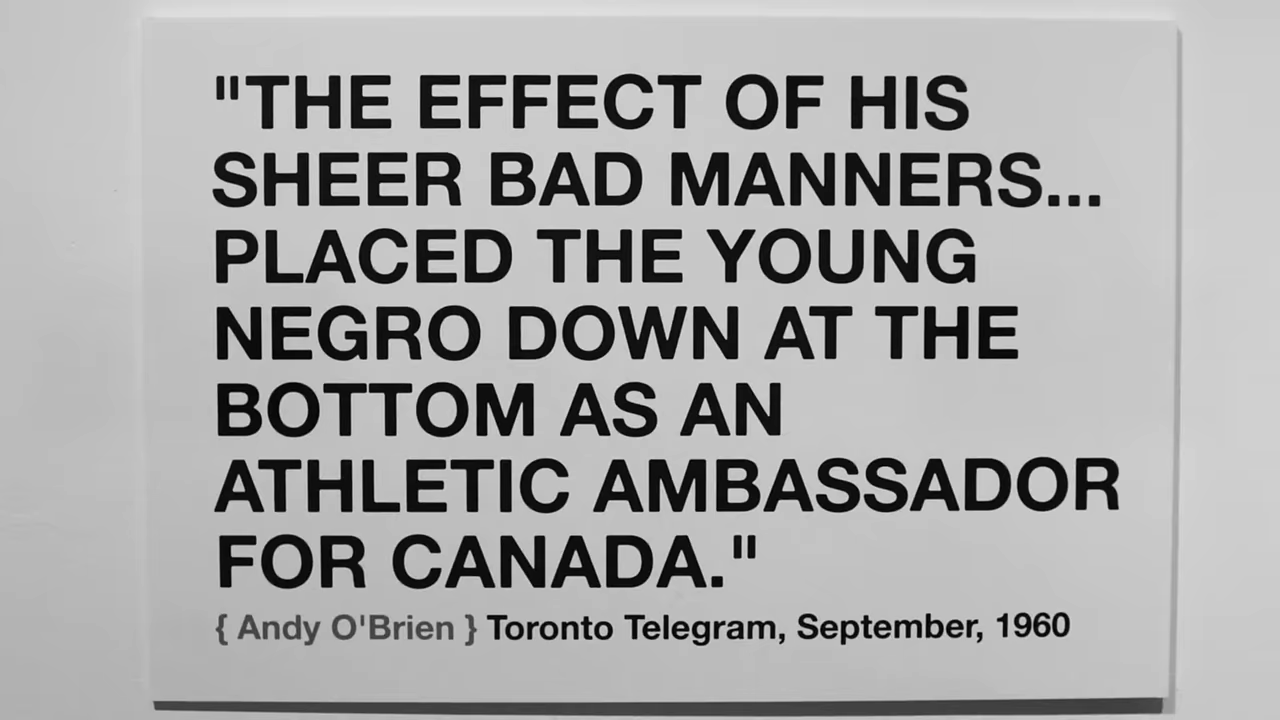 "THE EFFECT OF HIS
SHEER BAD MANNERS...
PLACED THE YOUNG
NEGRO DOWN AT THE
BOTTOM AS AN
ATHLETIC AMBASSADOR
FOR CANADA."
{ Andy O'Brien } Toronto Telegram, September, 1960